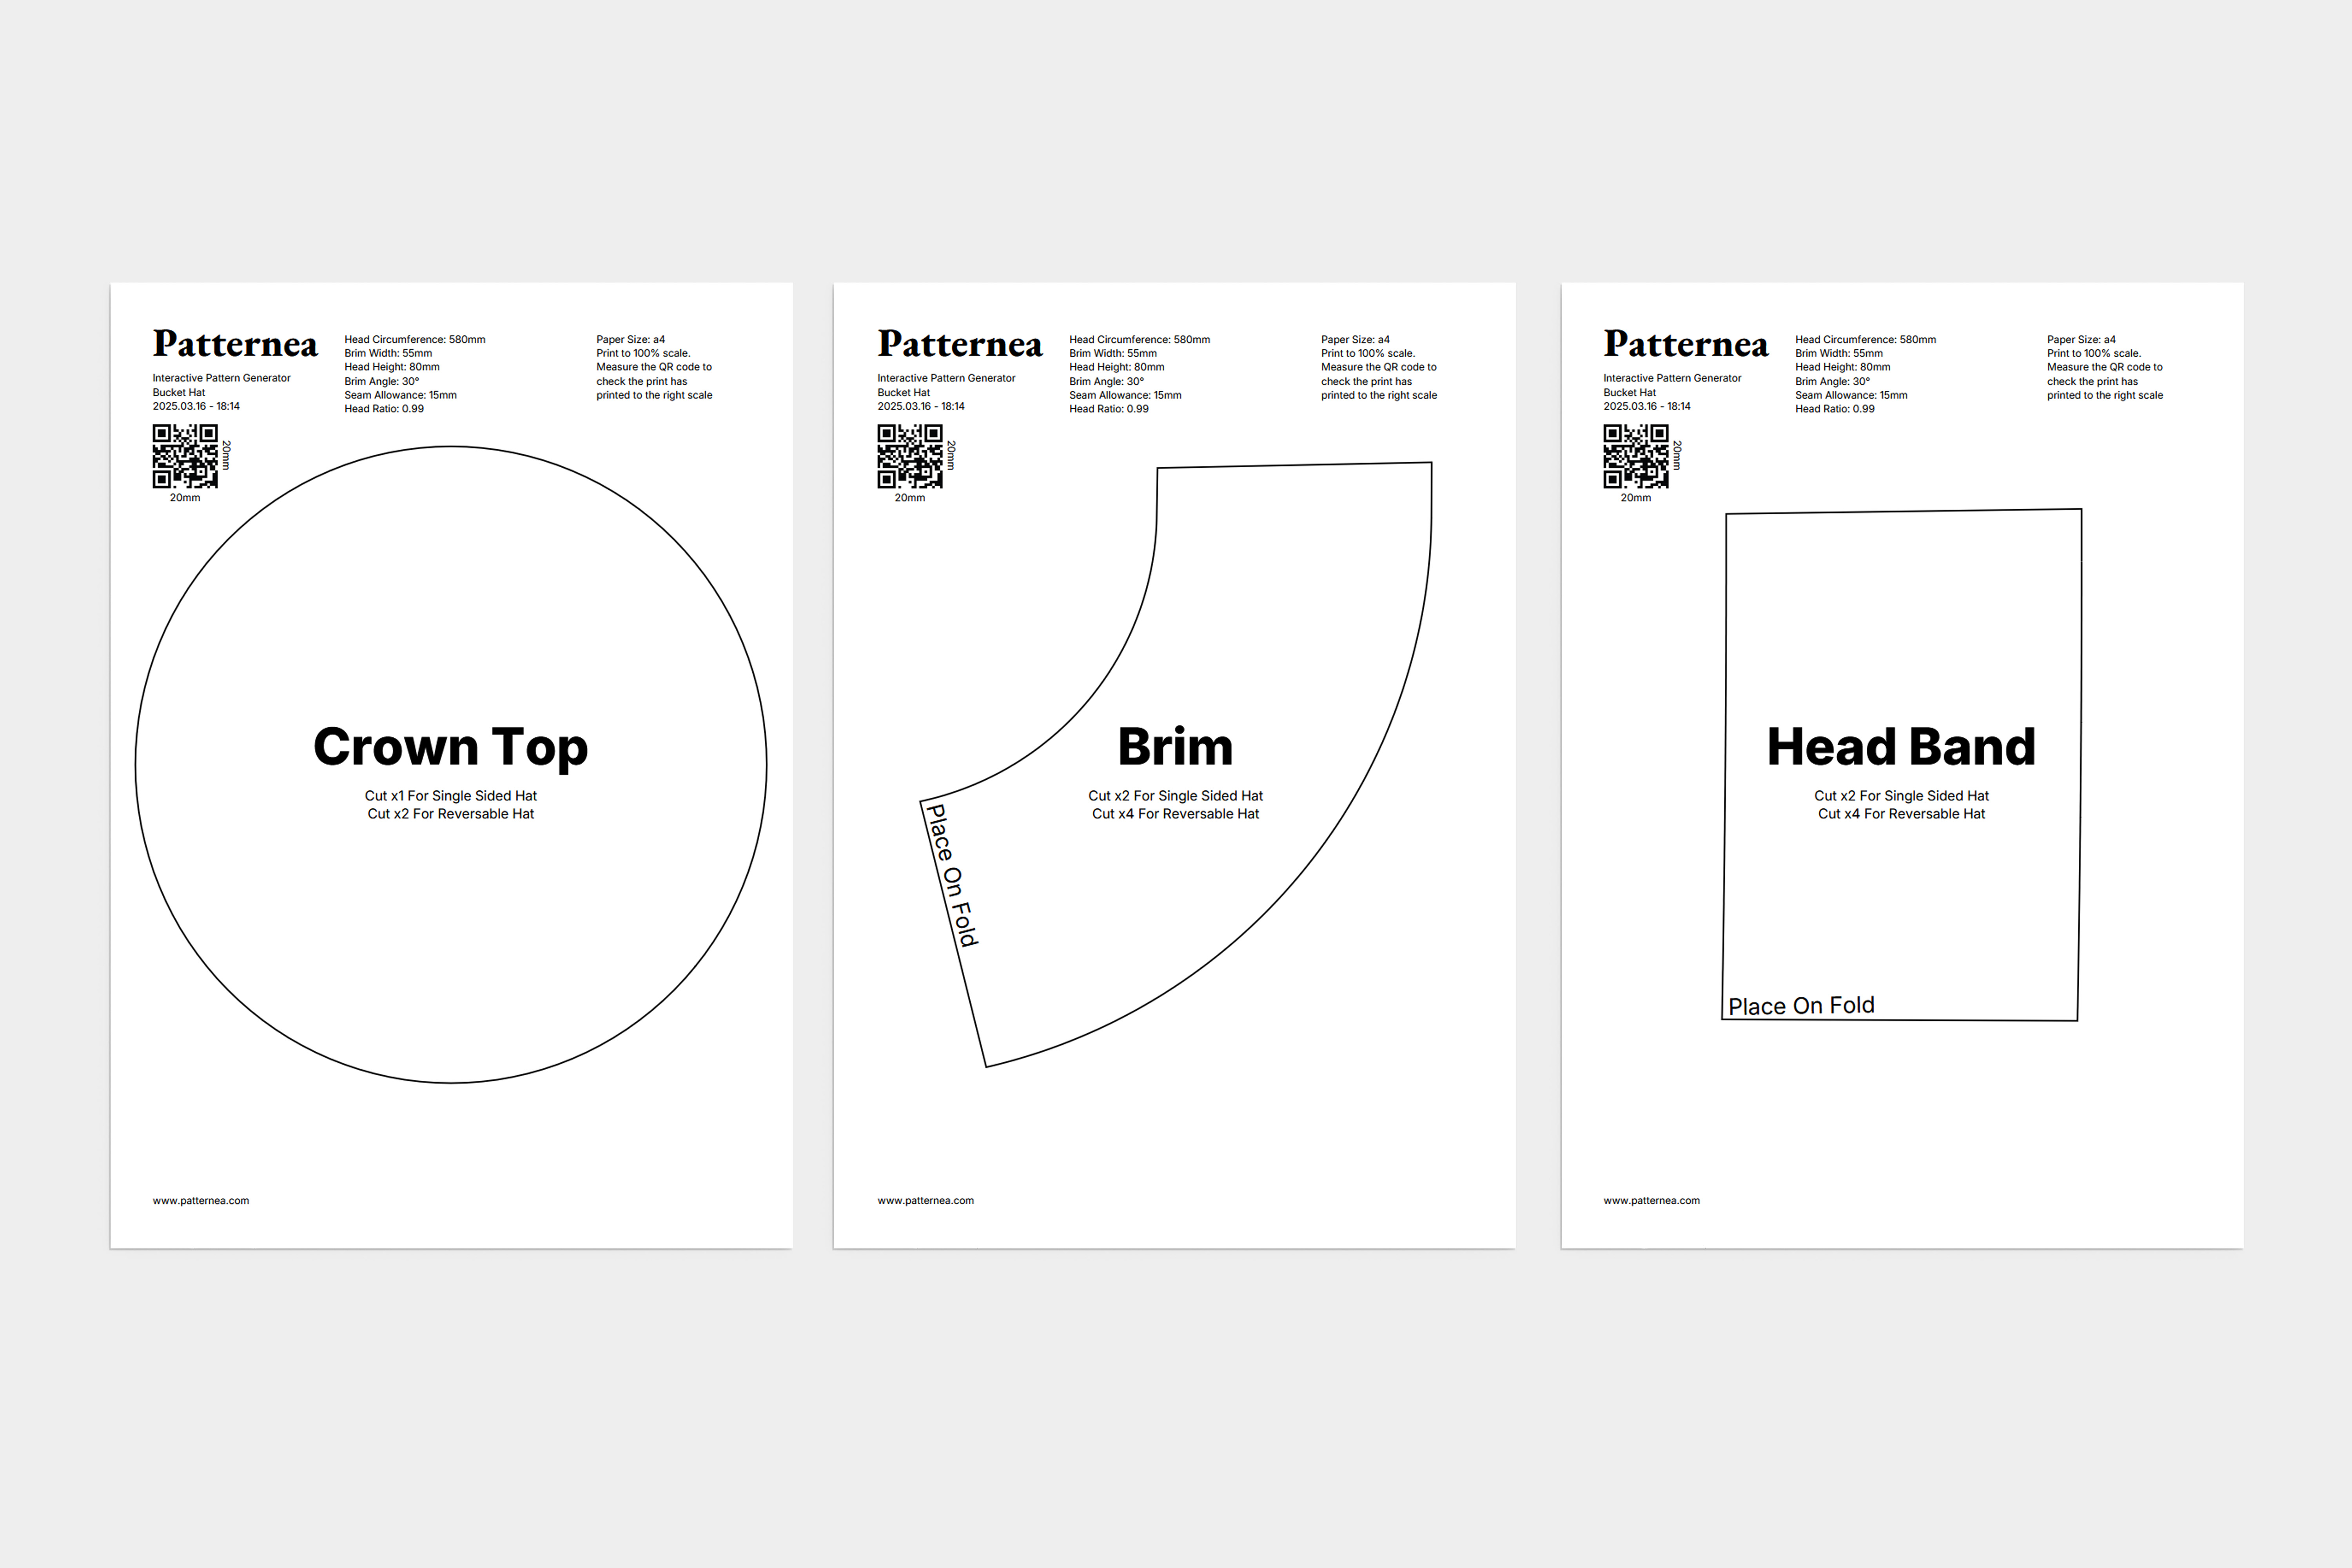 Patternea
Interactive Pattern Generator
Bucket Hat
2025.03.16 - 18:14
Head Circumference: 580mm
Brim Width: 55mm
Head Height: 80mm
Brim Angle: 30°
Seam Allowance: 15mm
Head Ratio: 0.99
Paper Size: a4
Print to 100% scale.
Measure the QR code to
check the print has
printed to the right scale
20mm
20mm
Crown Top
Cut x1 For Single Sided Hat
Cut x2 For Reversable Hat
www.patternea.com
Patternea
Interactive Pattern Generator
Bucket Hat
2025.03.16 - 18:14
Head Circumference: 580mm
Brim Width: 55mm
Head Height: 80mm
Brim Angle: 30°
Seam Allowance: 15mm
Head Ratio: 0.99
Paper Size: a4
Print to 100% scale.
Measure the QR code to
check the print has
printed to the right scale
20mm
20mm
Brim
Cut x2 For Single Sided Hat
Cut x4 For Reversable Hat
Place On Fold
www.patternea.com
Patternea
Interactive Pattern Generator
Bucket Hat
2025.03.16 - 18:14
Head Circumference: 580mm
Brim Width: 55mm
Head Height: 80mm
Brim Angle: 30°
Seam Allowance: 15mm
Head Ratio: 0.99
Paper Size: a4
Print to 100% scale.
Measure the QR code to
check the print has
printed to the right scale
20mm
20mm
Head Band
Cut x2 For Single Sided Hat
Cut x4 For Reversable Hat
Place On Fold
www.patternea.com